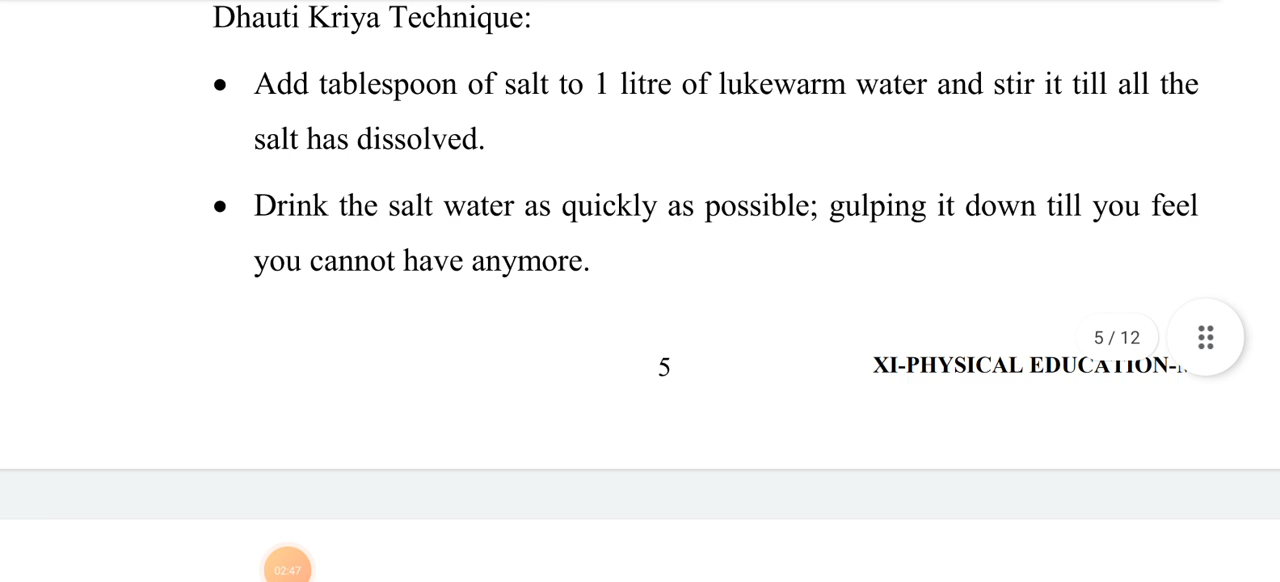 Dhauti Kriya Technique:
• Add tablespoon of salt to 1 litre of lukewarm water and stir it till all the
salt has dissolved.
• Drink the salt water as quickly as possible; gulping it down till you feel
you cannot have anymore.
5 / 12
5 XI-PHYSICAL EDUCATION-
02:47